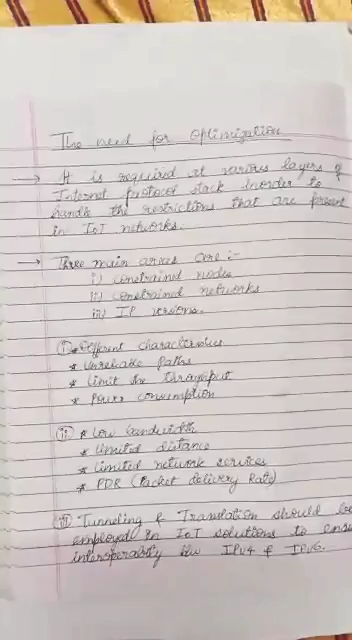 The need for Optimization
→ It is required at various layers of
Internet protocol stack inorder to
handle the restrictions that are present
in IoT networks.
→ Three main areas are :-
i) constrained nodes
ii) constrained networks
iii) IP versions.
(i) * Different characteristics
* Unreliable paths
* Limit the throughput
* Power consumption
(ii) * Low bandwidth
* limited distance
* limited network services
* PDR (Packet delivery Rate)
(iii) Tunneling & Translation should be
employed in IoT solutions to
interoperability b/w IPv4 & IPv6.